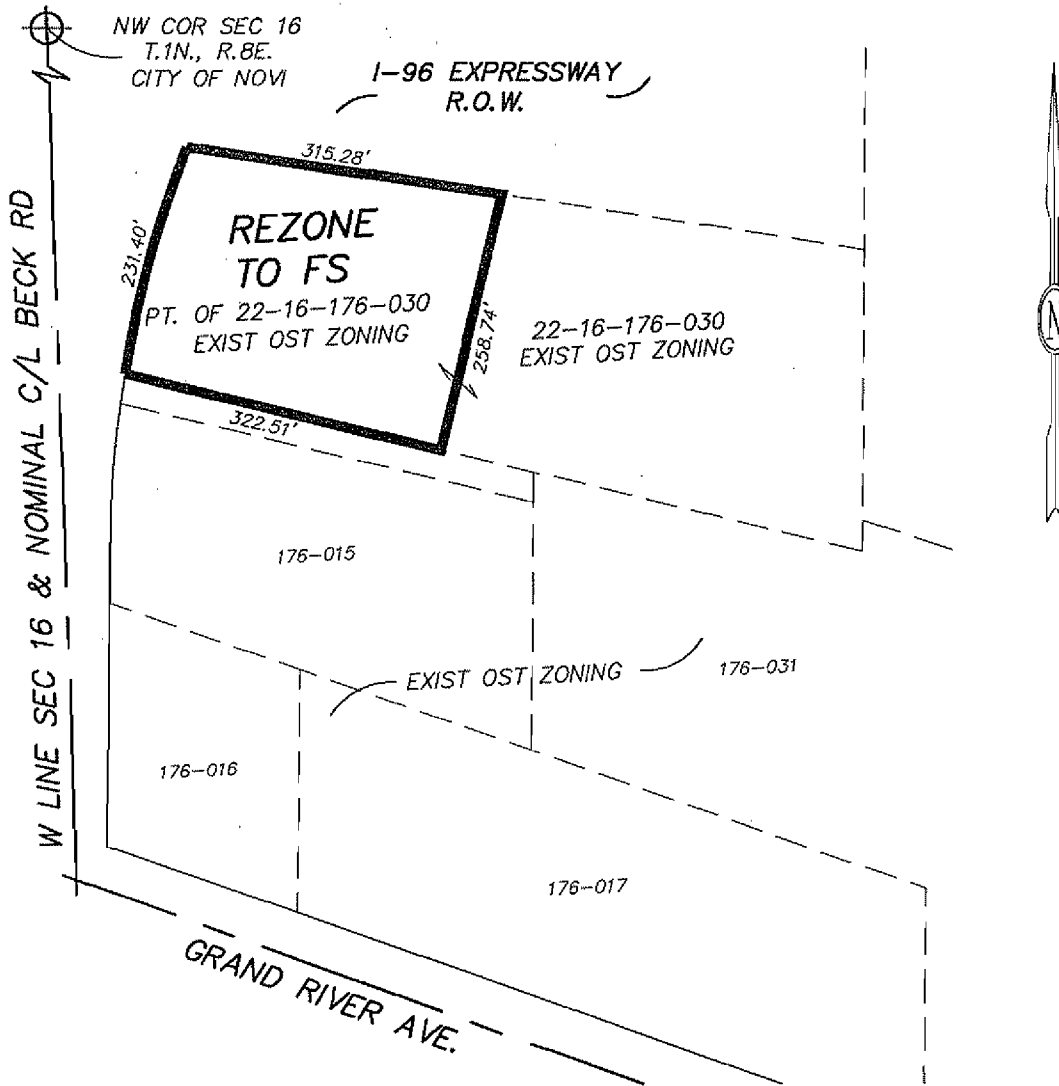 NW COR SEC 16
T.1N., R.8E.
CITY OF NOVI
I-96 EXPRESSWAY
R.O.W.
315.28'
231.40'
REZONE
TO FS
PT. OF 22-16-176-030
EXIST OST ZONING
258.74'
22-16-176-030
EXIST OST ZONING
322.51'
W LINE SEC 16 & NOMINAL C/L BECK RD
176-015
EXIST OST ZONING
176-031
176-016
176-017
GRAND RIVER AVE.
N